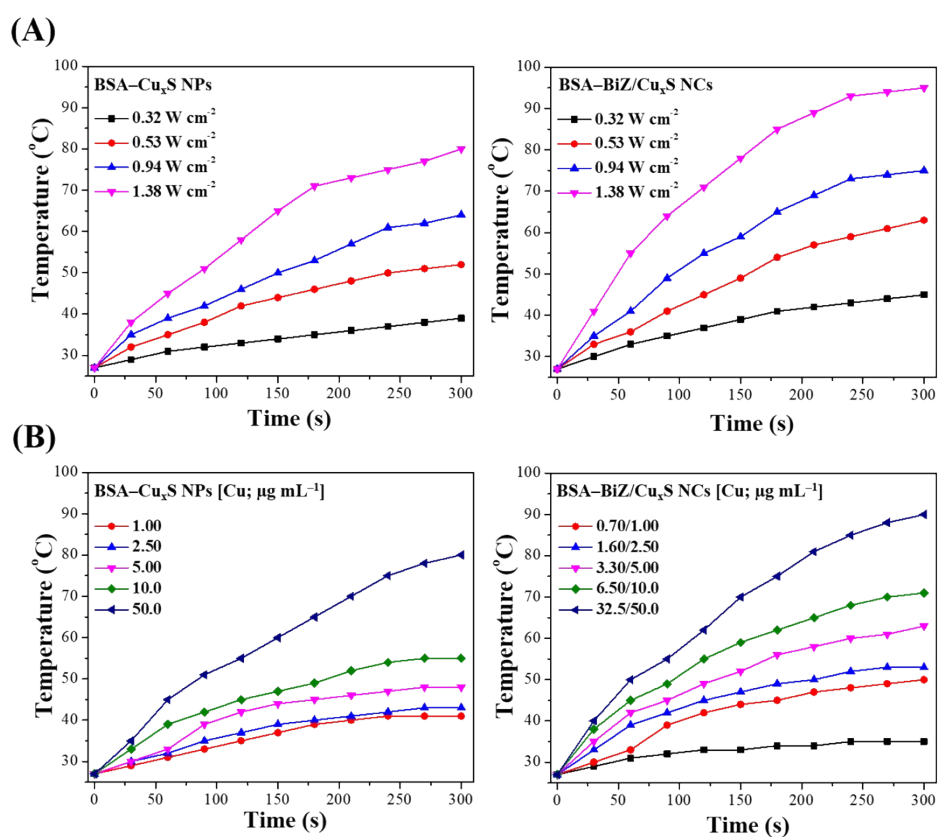 (A)
BSA–CuₓS NPs
0.32 W cm⁻²
0.53 W cm⁻²
0.94 W cm⁻²
1.38 W cm⁻²
100
90
80
70
60
50
40
30
Temperature (°C)
0 50 100 150 200 250 300
Time (s)
BSA–BiZ/CuₓS NCs
0.32 W cm⁻²
0.53 W cm⁻²
0.94 W cm⁻²
1.38 W cm⁻²
100
90
80
70
60
50
40
30
Temperature (°C)
0 50 100 150 200 250 300
Time (s)
(B)
BSA–CuₓS NPs [Cu; µg mL⁻¹]
1.00
2.50
5.00
10.0
50.0
100
90
80
70
60
50
40
30
Temperature (°C)
0 50 100 150 200 250 300
Time (s)
BSA–BiZ/CuₓS NCs [Cu; µg mL⁻¹]
0.70/1.00
1.60/2.50
3.30/5.00
6.50/10.0
32.5/50.0
100
90
80
70
60
50
40
30
Temperature (°C)
0 50 100 150 200 250 300
Time (s)